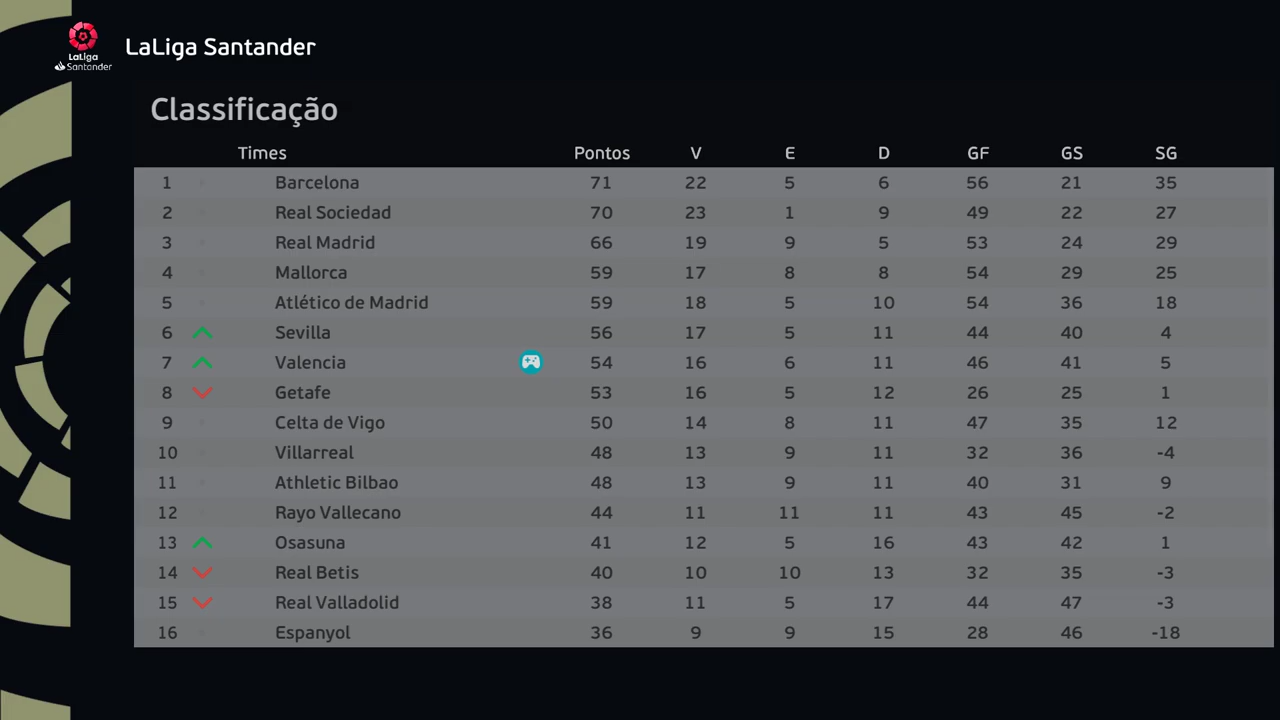 LaLiga
Santander
LaLiga Santander
Classificação
Times Pontos V E D GF GS SG
1 Barcelona 71 22 5 6 56 21 35
2 Real Sociedad 70 23 1 9 49 22 27
3 Real Madrid 66 19 9 5 53 24 29
4 Mallorca 59 17 8 8 54 29 25
5 Atlético de Madrid 59 18 5 10 54 36 18
6 Sevilla 56 17 5 11 44 40 4
7 Valencia 54 16 6 11 46 41 5
8 Getafe 53 16 5 12 26 25 1
9 Celta de Vigo 50 14 8 11 47 35 12
10 Villarreal 48 13 9 11 32 36 -4
11 Athletic Bilbao 48 13 9 11 40 31 9
12 Rayo Vallecano 44 11 11 11 43 45 -2
13 Osasuna 41 12 5 16 43 42 1
14 Real Betis 40 10 10 13 32 35 -3
15 Real Valladolid 38 11 5 17 44 47 -3
16 Espanyol 36 9 9 15 28 46 -18